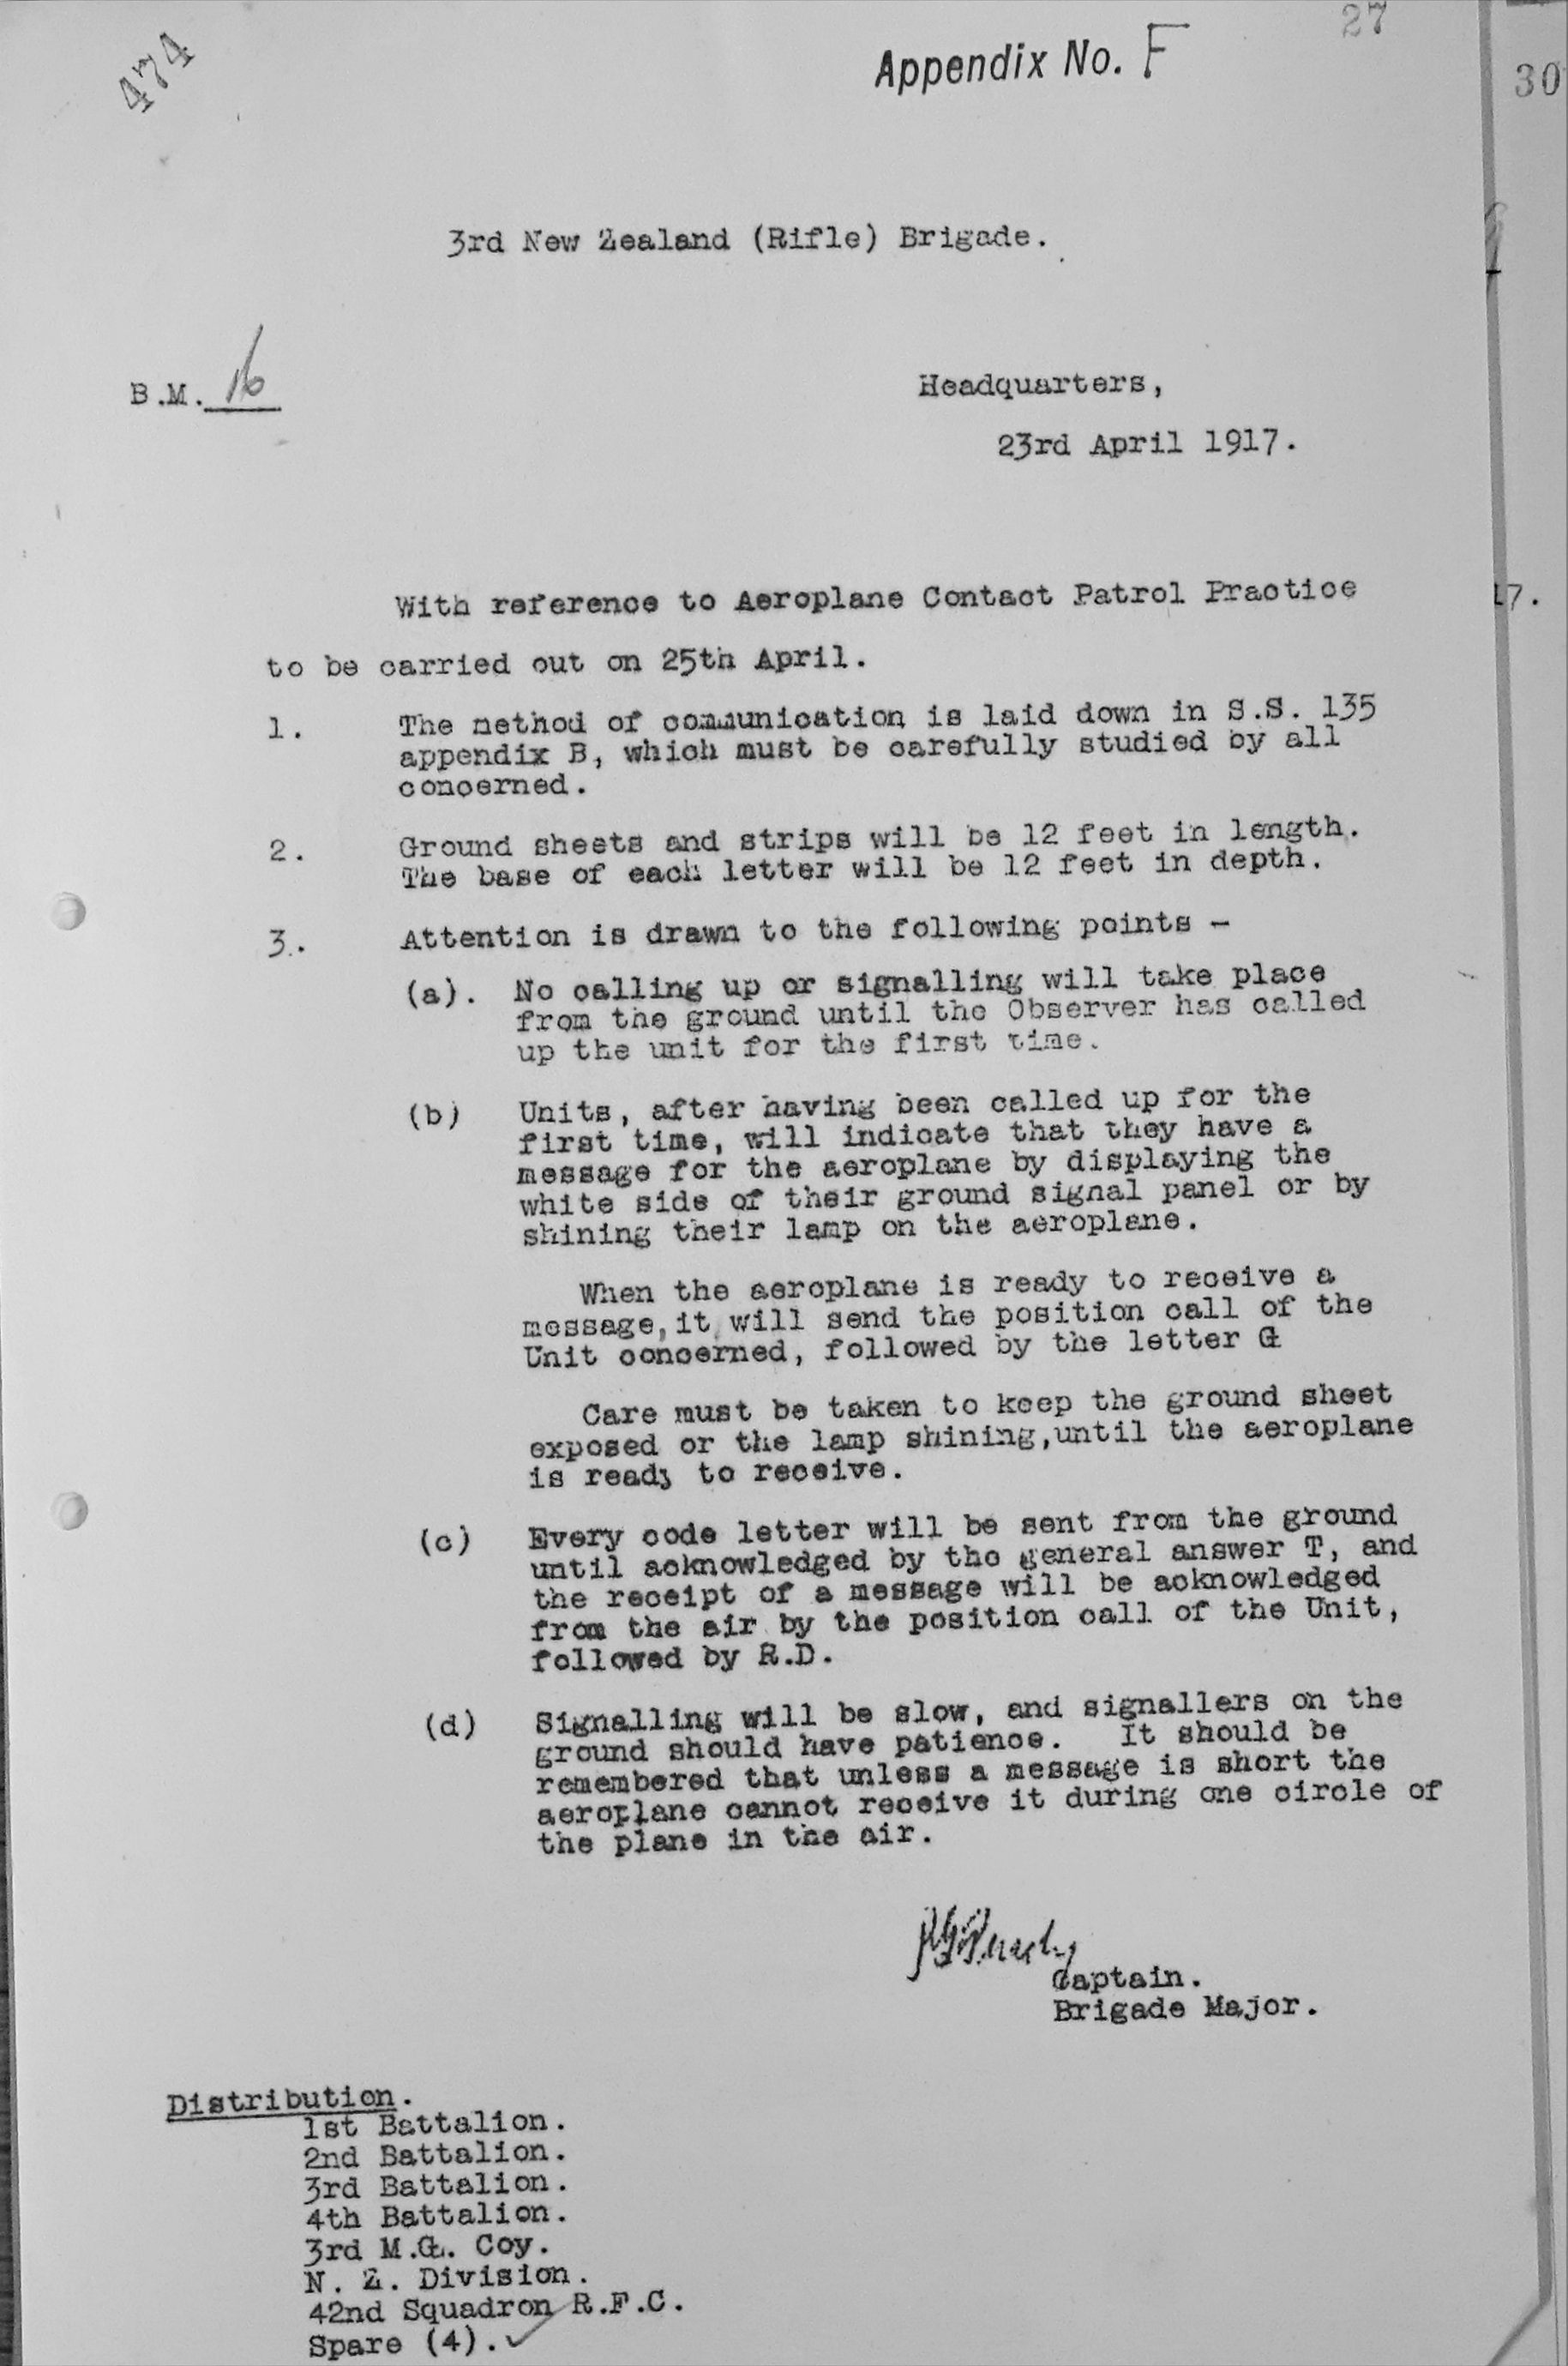 474
27
Appendix No. F
30
3rd New Zealand (Rifle) Brigade.
B.M. 16
Headquarters,
23rd April 1917.
With reference to Aeroplane Contact Patrol Practice
17.
to be carried out on 25th April.
1. The method of communication is laid down in S.S. 135
appendix B, which must be carefully studied by all
concerned.
2. Ground sheets and strips will be 12 feet in length.
The base of each letter will be 12 feet in depth.
3. Attention is drawn to the following points -
(a). No calling up or signalling will take place
from the ground until the Observer has called
up the unit for the first time.
(b) Units, after having been called up for the
first time, will indicate that they have a
message for the aeroplane by displaying the
white side of their ground signal panel or by
shining their lamp on the aeroplane.
When the aeroplane is ready to receive a
message, it will send the position call of the
Unit concerned, followed by the letter G
Care must be taken to keep the ground sheet
exposed or the lamp shining, until the aeroplane
is ready to receive.
(c) Every code letter will be sent from the ground
until acknowledged by the general answer T, and
the receipt of a message will be acknowledged
from the air by the position call of the Unit,
followed by R.D.
(d) Signalling will be slow, and signallers on the
ground should have patience. It should be
remembered that unless a message is short the
aeroplane cannot receive it during one circle of
the plane in the air.
Captain.
Brigade Major.
Distribution.
1st Battalion.
2nd Battalion.
3rd Battalion.
4th Battalion.
3rd M.G. Coy.
N. Z. Division.
42nd Squadron R.F.C.
Spare (4).